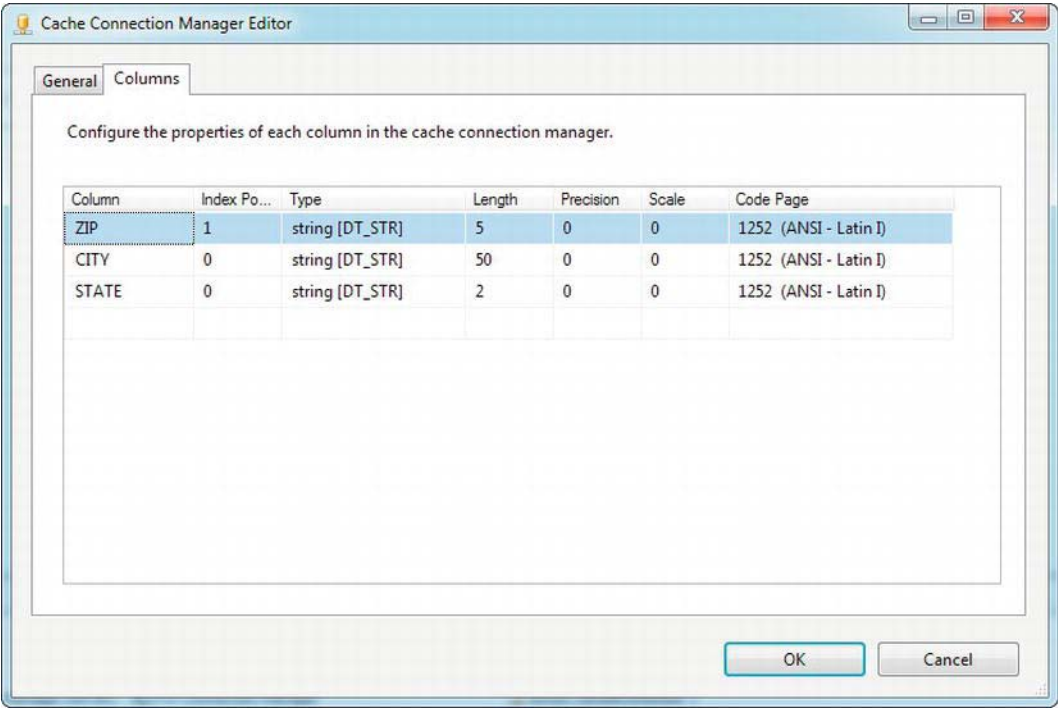 Cache Connection Manager Editor
General Columns
Configure the properties of each column in the cache connection manager.
Column Index Po... Type Length Precision Scale Code Page
ZIP 1 string [DT_STR] 5 0 0 1252 (ANSI - Latin I)
CITY 0 string [DT_STR] 50 0 0 1252 (ANSI - Latin I)
STATE 0 string [DT_STR] 2 0 0 1252 (ANSI - Latin I)
OK Cancel